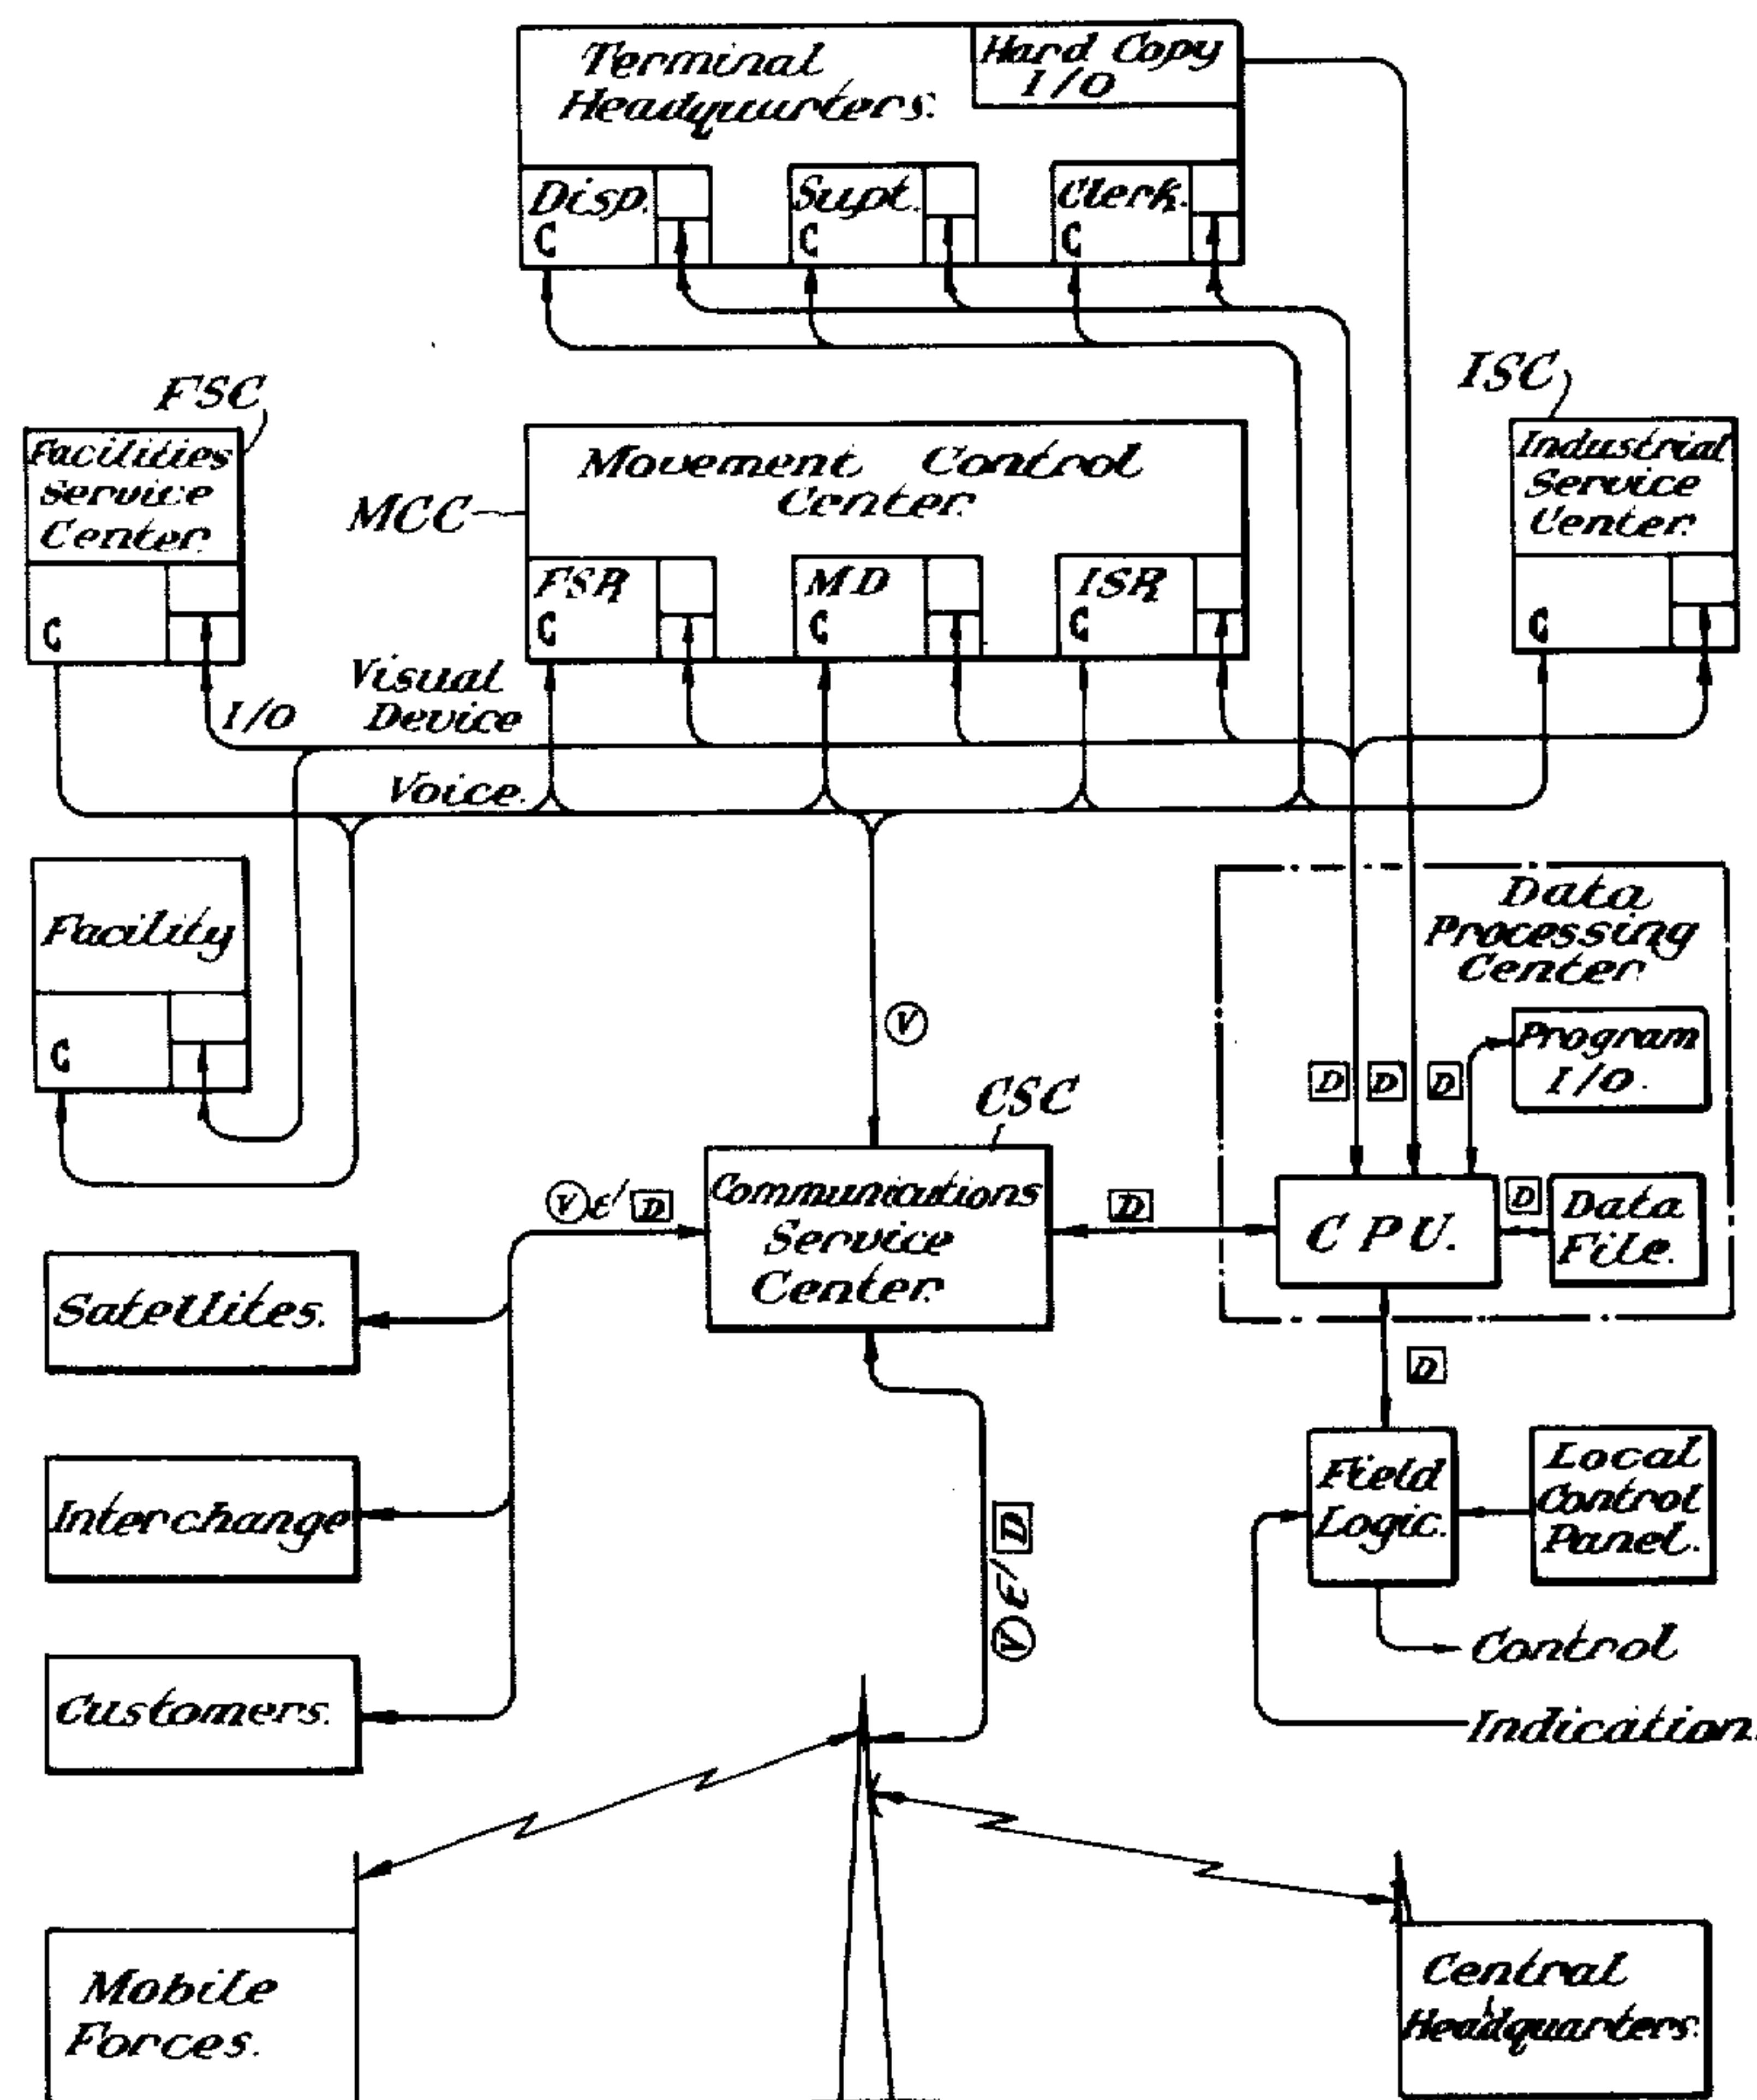 Terminal
Headquarters.
Hard Copy
I/O
Disp.
C
Supt.
C
Clerk.
C
FSC
ISC
Facilities
Service
Center.
C
MCC
Movement Control
Center.
FSR
C
MD
C
ISR
C
Industrial
Service
Center.
C
I/O
Visual
Device
Voice.
Facility
C
V
Data
Processing
Center.
Program
I/O.
D
D
D
CSC
V & D
Communications
Service
Center.
D
C P U.
D
Data
File.
Satellites.
D
Interchange
V & D
Field
Logic.
Local
Control
Panel.
Control
Customers.
Indication.
Mobile
Forces.
Central
Headquarters.